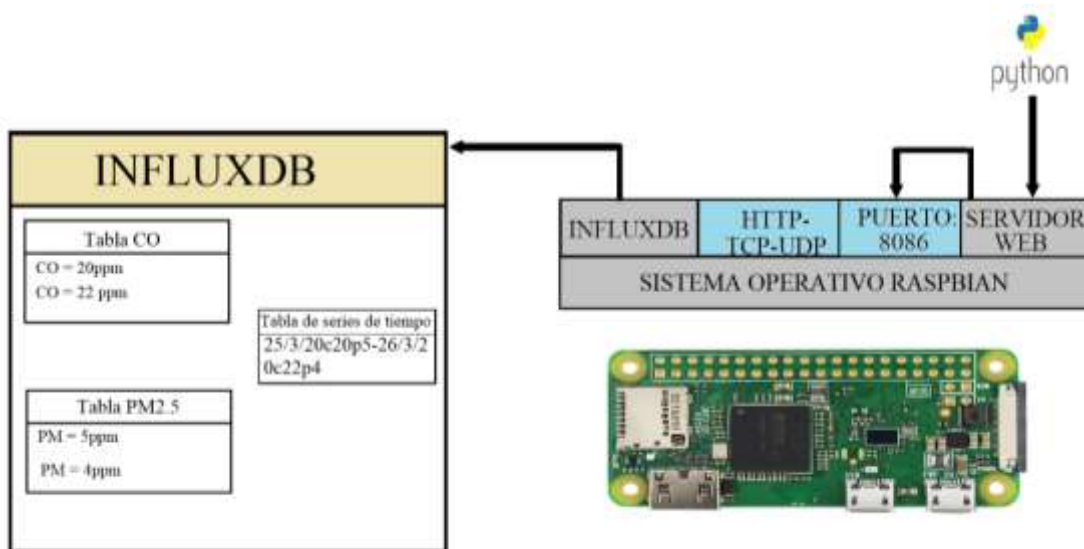 python
INFLUXDB
Tabla CO
CO = 20ppm
CO = 22 ppm
Tabla de series de tiempo
25/3/20c20p5-26/3/2
0c22p4
Tabla PM2.5
PM = 5ppm
PM = 4ppm
INFLUXDB
HTTP-
TCP-UDP
PUERTO:
8086
SERVIDOR
WEB
SISTEMA OPERATIVO RASPBIAN